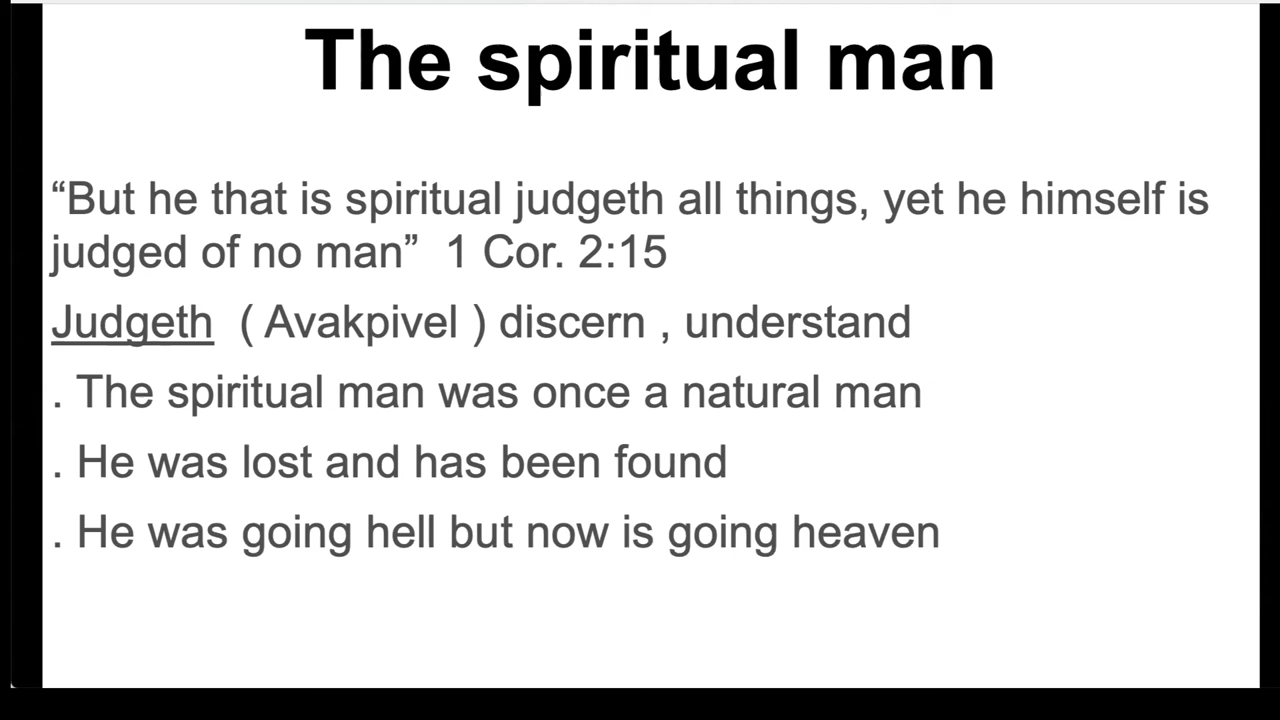 The spiritual man
“But he that is spiritual judgeth all things, yet he himself is
judged of no man”  1 Cor. 2:15
Judgeth  ( Avakpivel ) discern , understand
. The spiritual man was once a natural man
. He was lost and has been found
. He was going hell but now is going heaven